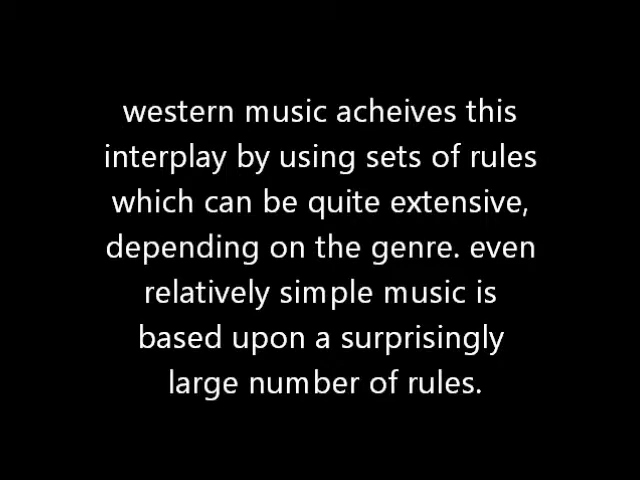 western music acheives this
interplay by using sets of rules
which can be quite extensive,
depending on the genre. even
relatively simple music is
based upon a surprisingly
large number of rules.